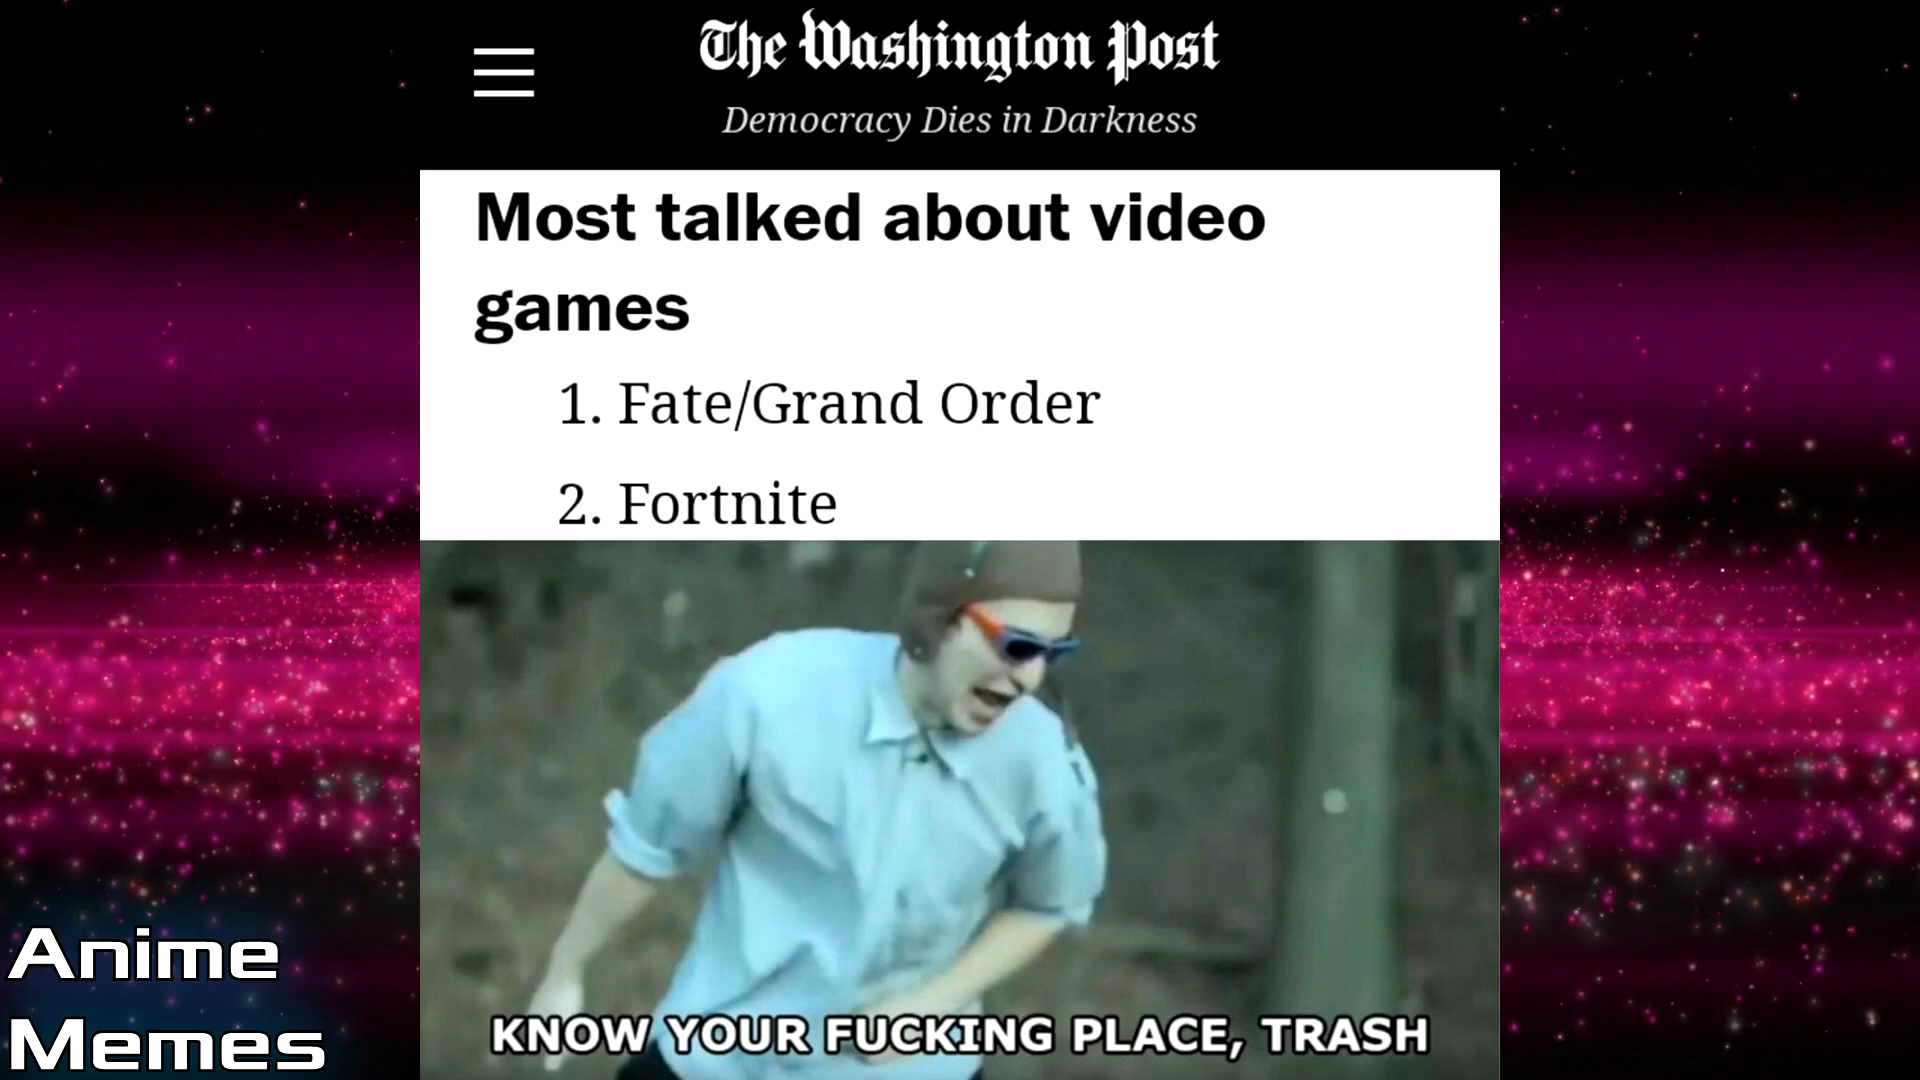 The Washington Post
Democracy Dies in Darkness
Most talked about video
games
1. Fate/Grand Order
2. Fortnite
KNOW YOUR FUCKING PLACE, TRASH
Anime
Memes